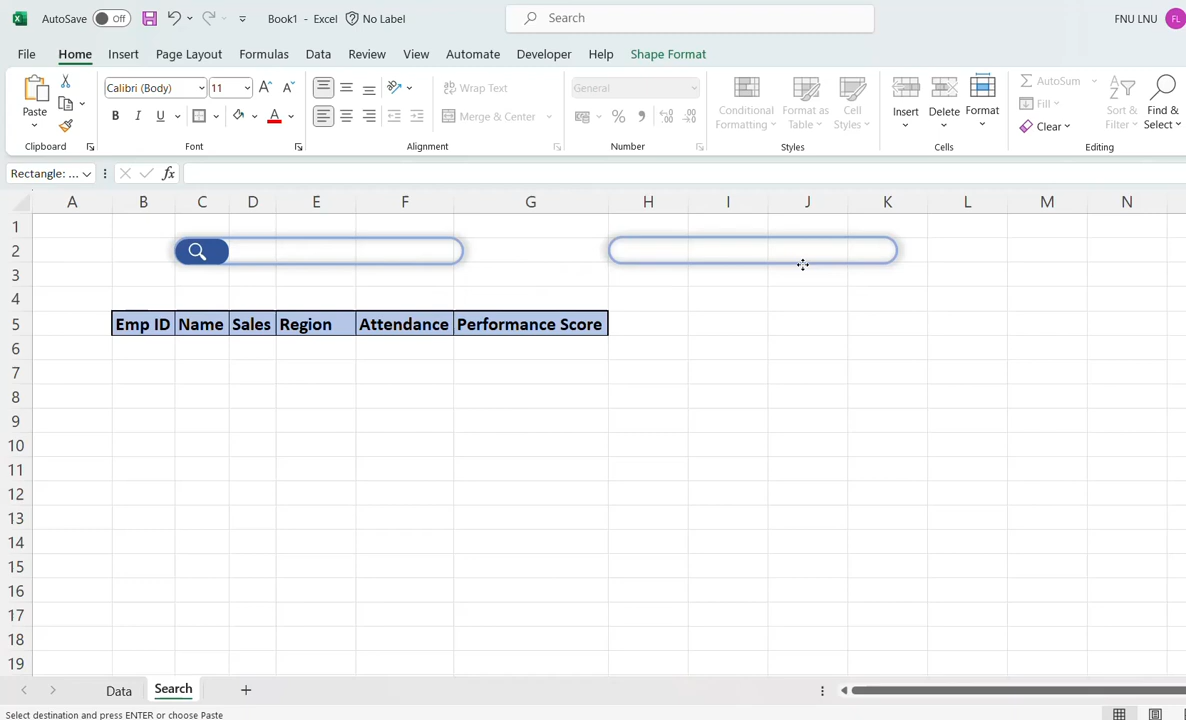 AutoSave Off Book1 - Excel No Label Search FNU LNU FL
File Home Insert Page Layout Formulas Data Review View Automate Developer Help Shape Format
Calibri (Body) 11 A A Wrap Text General AutoSum
Paste Conditional Format as Cell Insert Delete Format Fill Sort & Find &
B I U A Merge & Center % Formatting Table Styles Clear Filter Select
Clipboard Font Alignment Number Styles Cells Editing
Rectangle: ... fx
A B C D E F G H I J K L M N
1
2
3
4
5 Emp ID Name Sales Region Attendance Performance Score
6
7
8
9
10
11
12
13
14
15
16
17
18
19
Data Search
Select destination and press ENTER or choose Paste